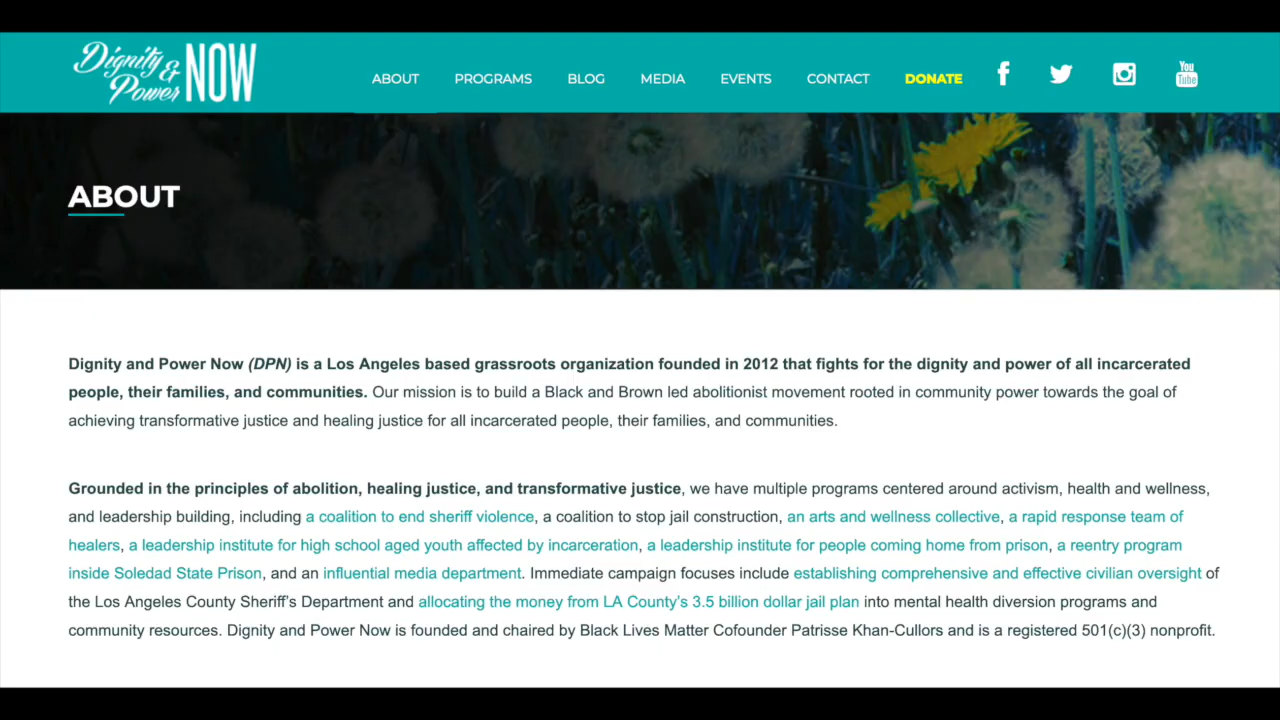 Dignity & Power NOW
ABOUT PROGRAMS BLOG MEDIA EVENTS CONTACT DONATE You Tube
ABOUT
Dignity and Power Now (DPN) is a Los Angeles based grassroots organization founded in 2012 that fights for the dignity and power of all incarcerated
people, their families, and communities. Our mission is to build a Black and Brown led abolitionist movement rooted in community power towards the goal of
achieving transformative justice and healing justice for all incarcerated people, their families, and communities.
Grounded in the principles of abolition, healing justice, and transformative justice, we have multiple programs centered around activism, health and wellness,
and leadership building, including a coalition to end sheriff violence, a coalition to stop jail construction, an arts and wellness collective, a rapid response team of
healers, a leadership institute for high school aged youth affected by incarceration, a leadership institute for people coming home from prison, a reentry program
inside Soledad State Prison, and an influential media department. Immediate campaign focuses include establishing comprehensive and effective civilian oversight of
the Los Angeles County Sheriff's Department and allocating the money from LA County's 3.5 billion dollar jail plan into mental health diversion programs and
community resources. Dignity and Power Now is founded and chaired by Black Lives Matter Cofounder Patrisse Khan-Cullors and is a registered 501(c)(3) nonprofit.